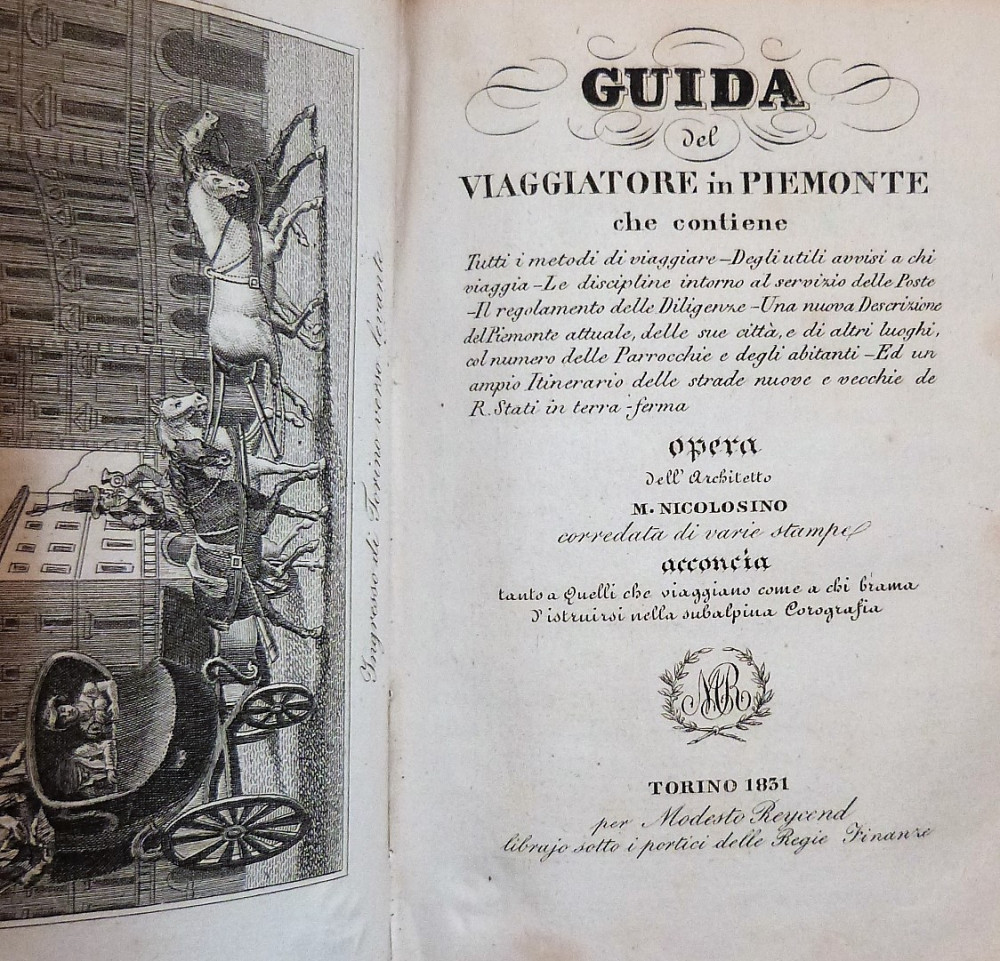 Ingresso di Torino verso levante
GUIDA
del
VIAGGIATORE in PIEMONTE
che contiene
Tutti i metodi di viaggiare – Degli utili avvisi a chi
viaggia – Le discipline intorno al servizio delle Poste
– Il regolamento delle Diligenze – Una nuova Descrizione
del Piemonte attuale, delle sue città, e di altri luoghi,
col numero delle Parrocchie e degli abitanti – Ed un
ampio Itinerario delle strade nuove e vecchie de
R. Stati in terra-ferma
opera
dell'Architetto
M. NICOLOSINO
corredata di varie stampe
acconcia
tanto a Quelli che viaggiano come a chi brama
d'istruirsi nella subalpina Corografia
MR
TORINO 1831
per Modesto Reycend
librajo sotto i portici delle Regie Finanze